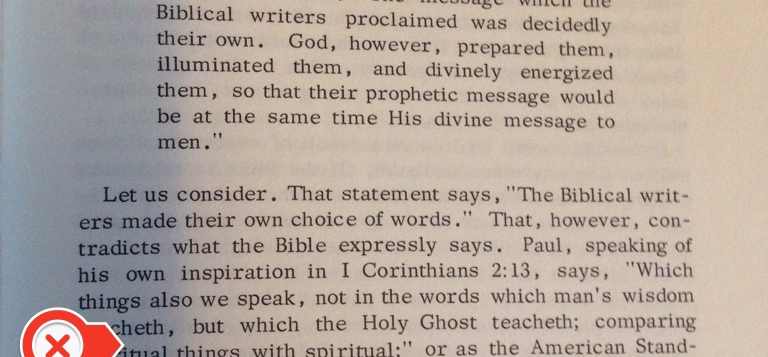 message which the
Biblical writers proclaimed was decidedly
their own. God, however, prepared them,
illuminated them, and divinely energized
them, so that their prophetic message would
be at the same time His divine message to
men."
Let us consider. That statement says, "The Biblical writ-
ers made their own choice of words." That, however, con-
tradicts what the Bible expressly says. Paul, speaking of
his own inspiration in I Corinthians 2:13, says, "Which
things also we speak, not in the words which man's wisdom
cheth, but which the Holy Ghost teacheth; comparing
itual things with spiritual;" or as the American Stand-